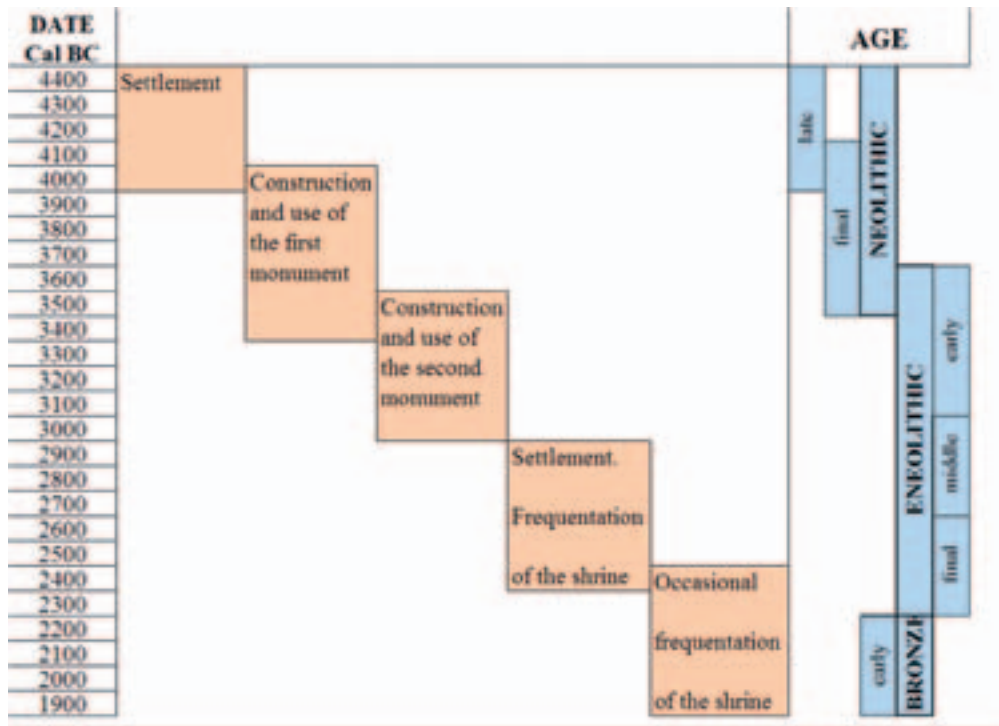 DATE
Cal BC
AGE
4400
4300
4200
4100
4000
3900
3800
3700
3600
3500
3400
3300
3200
3100
3000
2900
2800
2700
2600
2500
2400
2300
2200
2100
2000
1900
Settlement
Construction
and use of
the first
monument
Construction
and use of
the second
monument
Settlement.
Frequentation
of the shrine
Occasional
frequentation
of the shrine
late
final
NEOLITHIC
ENEOLITHIC
early
middle
final
early
BRONZE